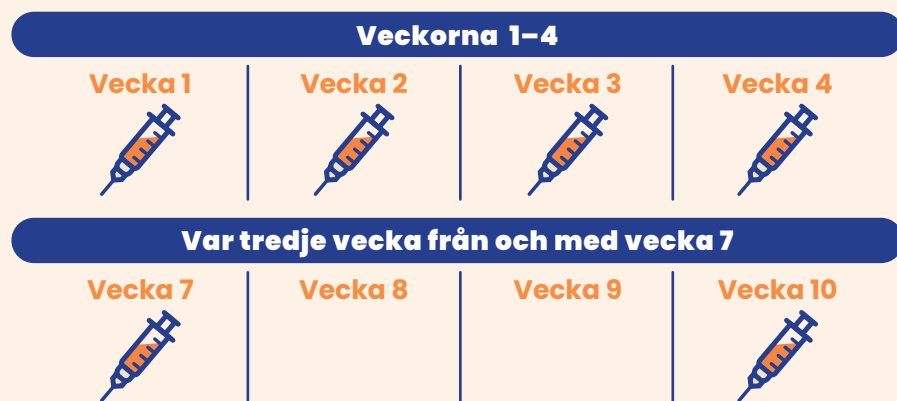 Veckorna 1–4
Vecka 1 Vecka 2 Vecka 3 Vecka 4
Var tredje vecka från och med vecka 7
Vecka 7 Vecka 8 Vecka 9 Vecka 10